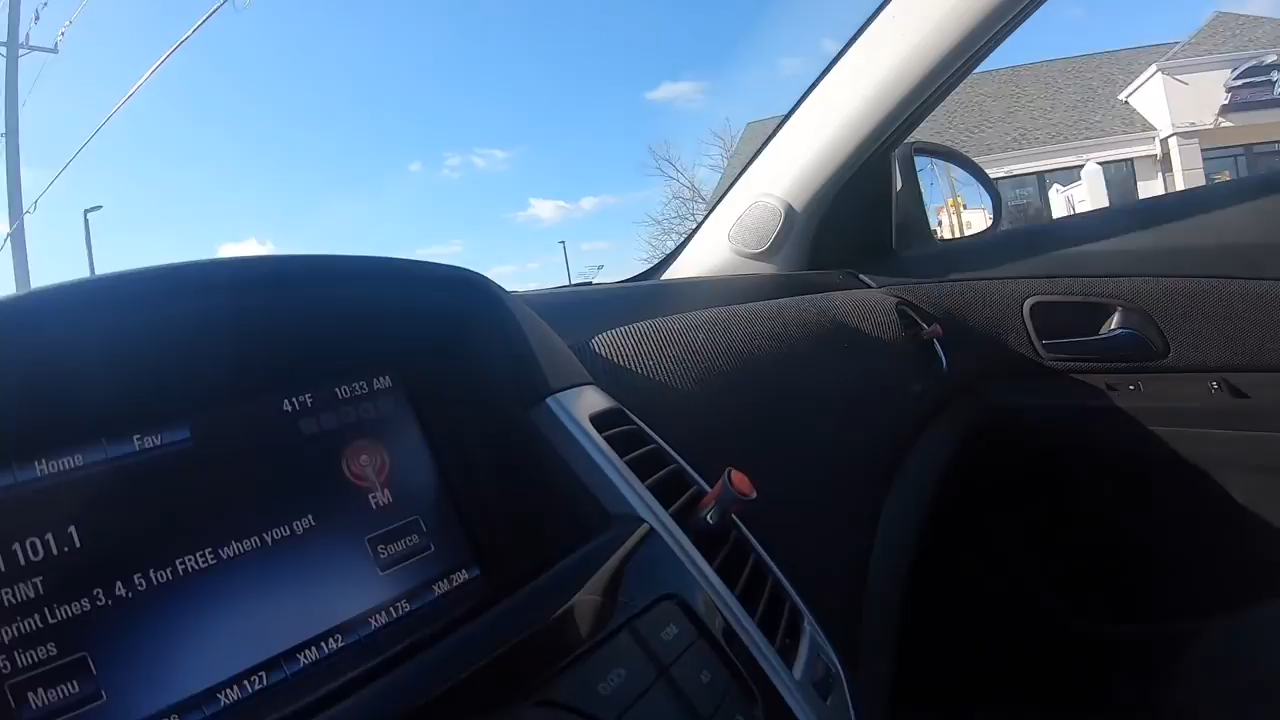 41°F 10:33 AM
Home Fav
FM
101.1
Source
PRINT
print Lines 3, 4, 5 for FREE when you get
5 lines
Menu XM 127 XM 142 XM 175 XM 204